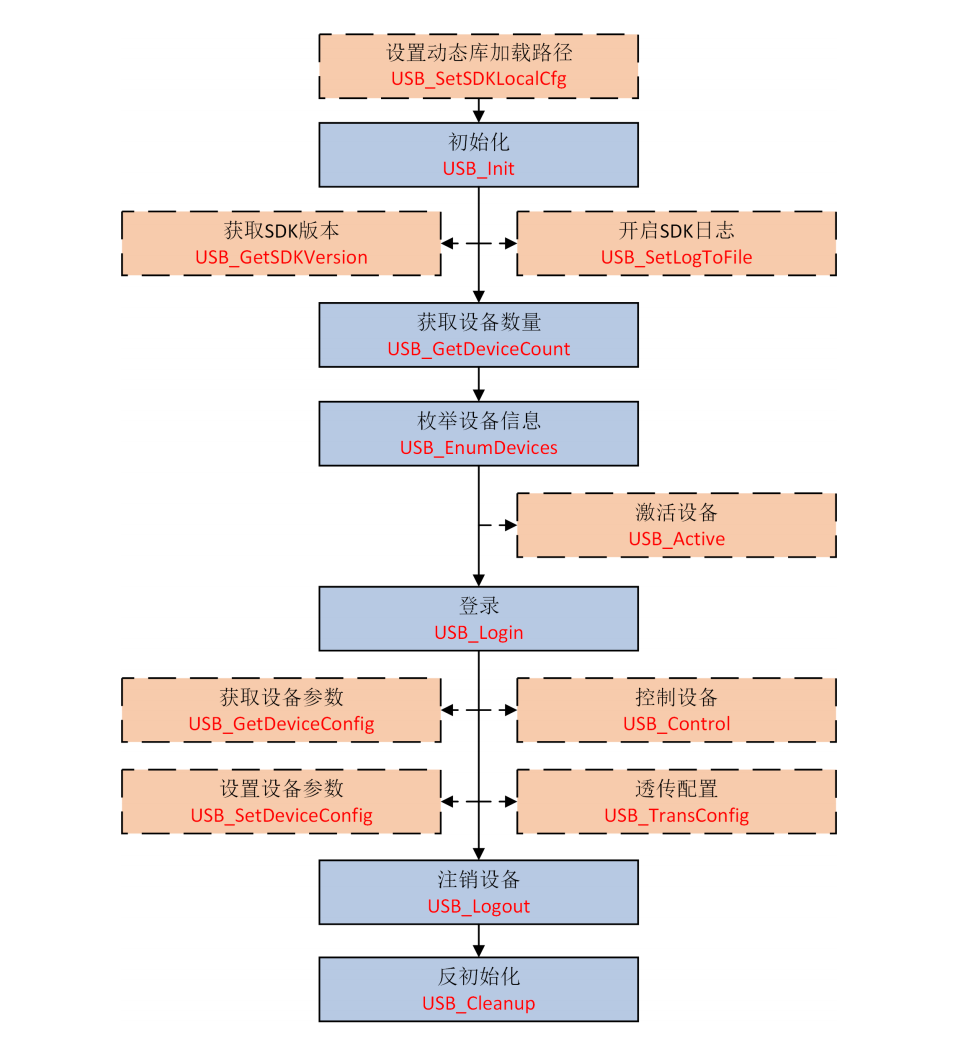 设置动态库加载路径
USB_SetSDKLocalCfg
初始化
USB_Init
获取SDK版本
USB_GetSDKVersion
开启SDK日志
USB_SetLogToFile
获取设备数量
USB_GetDeviceCount
枚举设备信息
USB_EnumDevices
激活设备
USB_Active
登录
USB_Login
获取设备参数
USB_GetDeviceConfig
控制设备
USB_Control
设置设备参数
USB_SetDeviceConfig
透传配置
USB_TransConfig
注销设备
USB_Logout
反初始化
USB_Cleanup